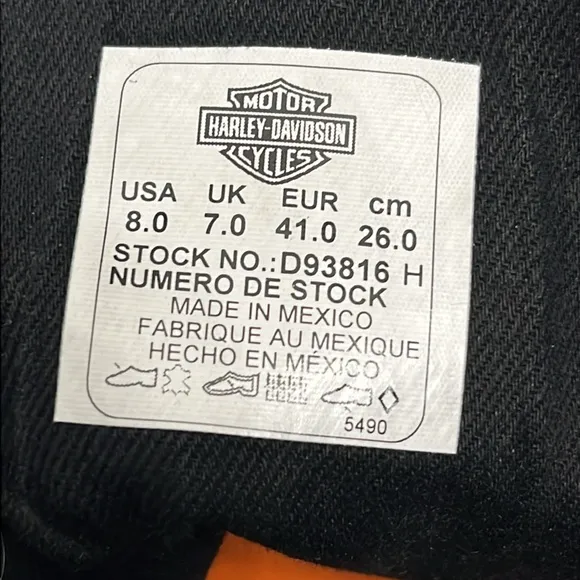 MOTOR
HARLEY-DAVIDSON
CYCLES
USA UK EUR cm
8.0 7.0 41.0 26.0
STOCK NO.:D93816 H
NUMERO DE STOCK
MADE IN MEXICO
FABRIQUE AU MEXIQUE
HECHO EN MÉXICO
5490